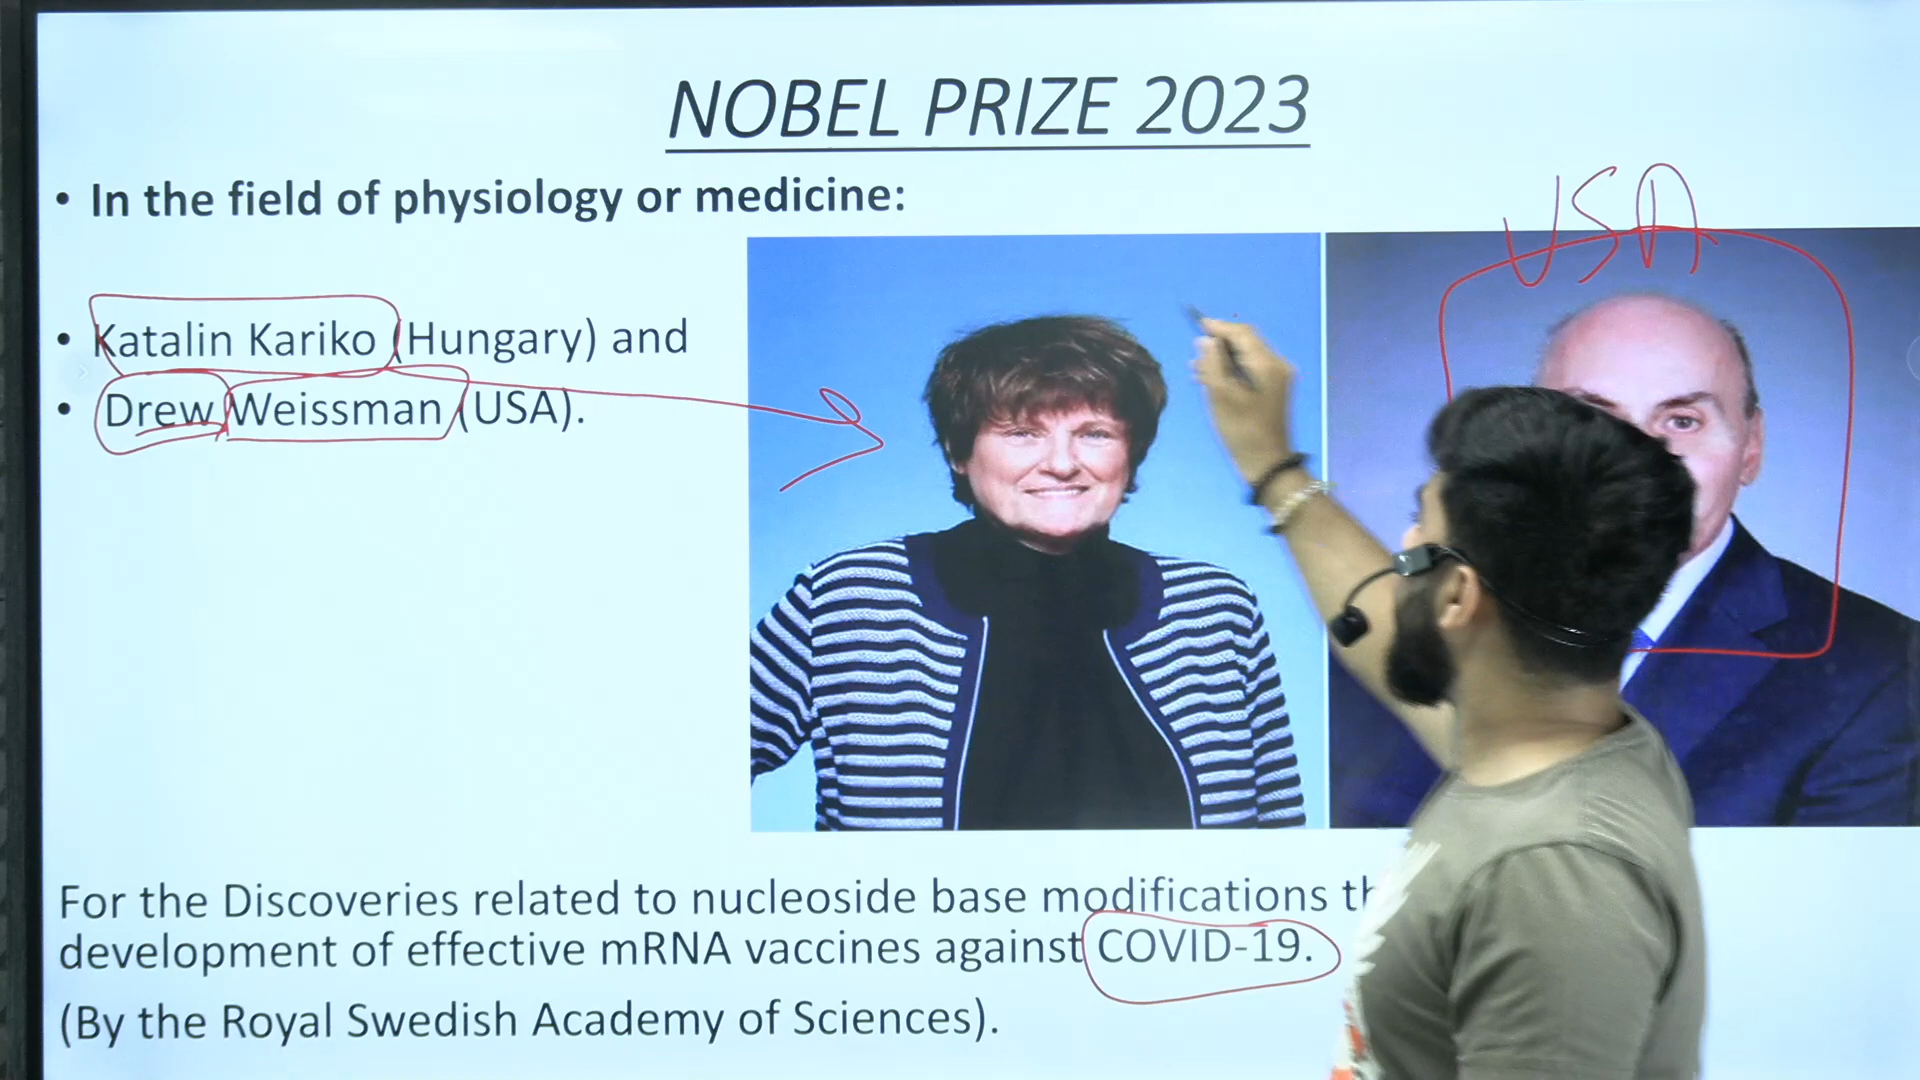 NOBEL PRIZE 2023
• In the field of physiology or medicine:
USA
• Katalin Kariko (Hungary) and
• Drew Weissman (USA).
For the Discoveries related to nucleoside base modifications
development of effective mRNA vaccines against COVID-19.
(By the Royal Swedish Academy of Sciences).